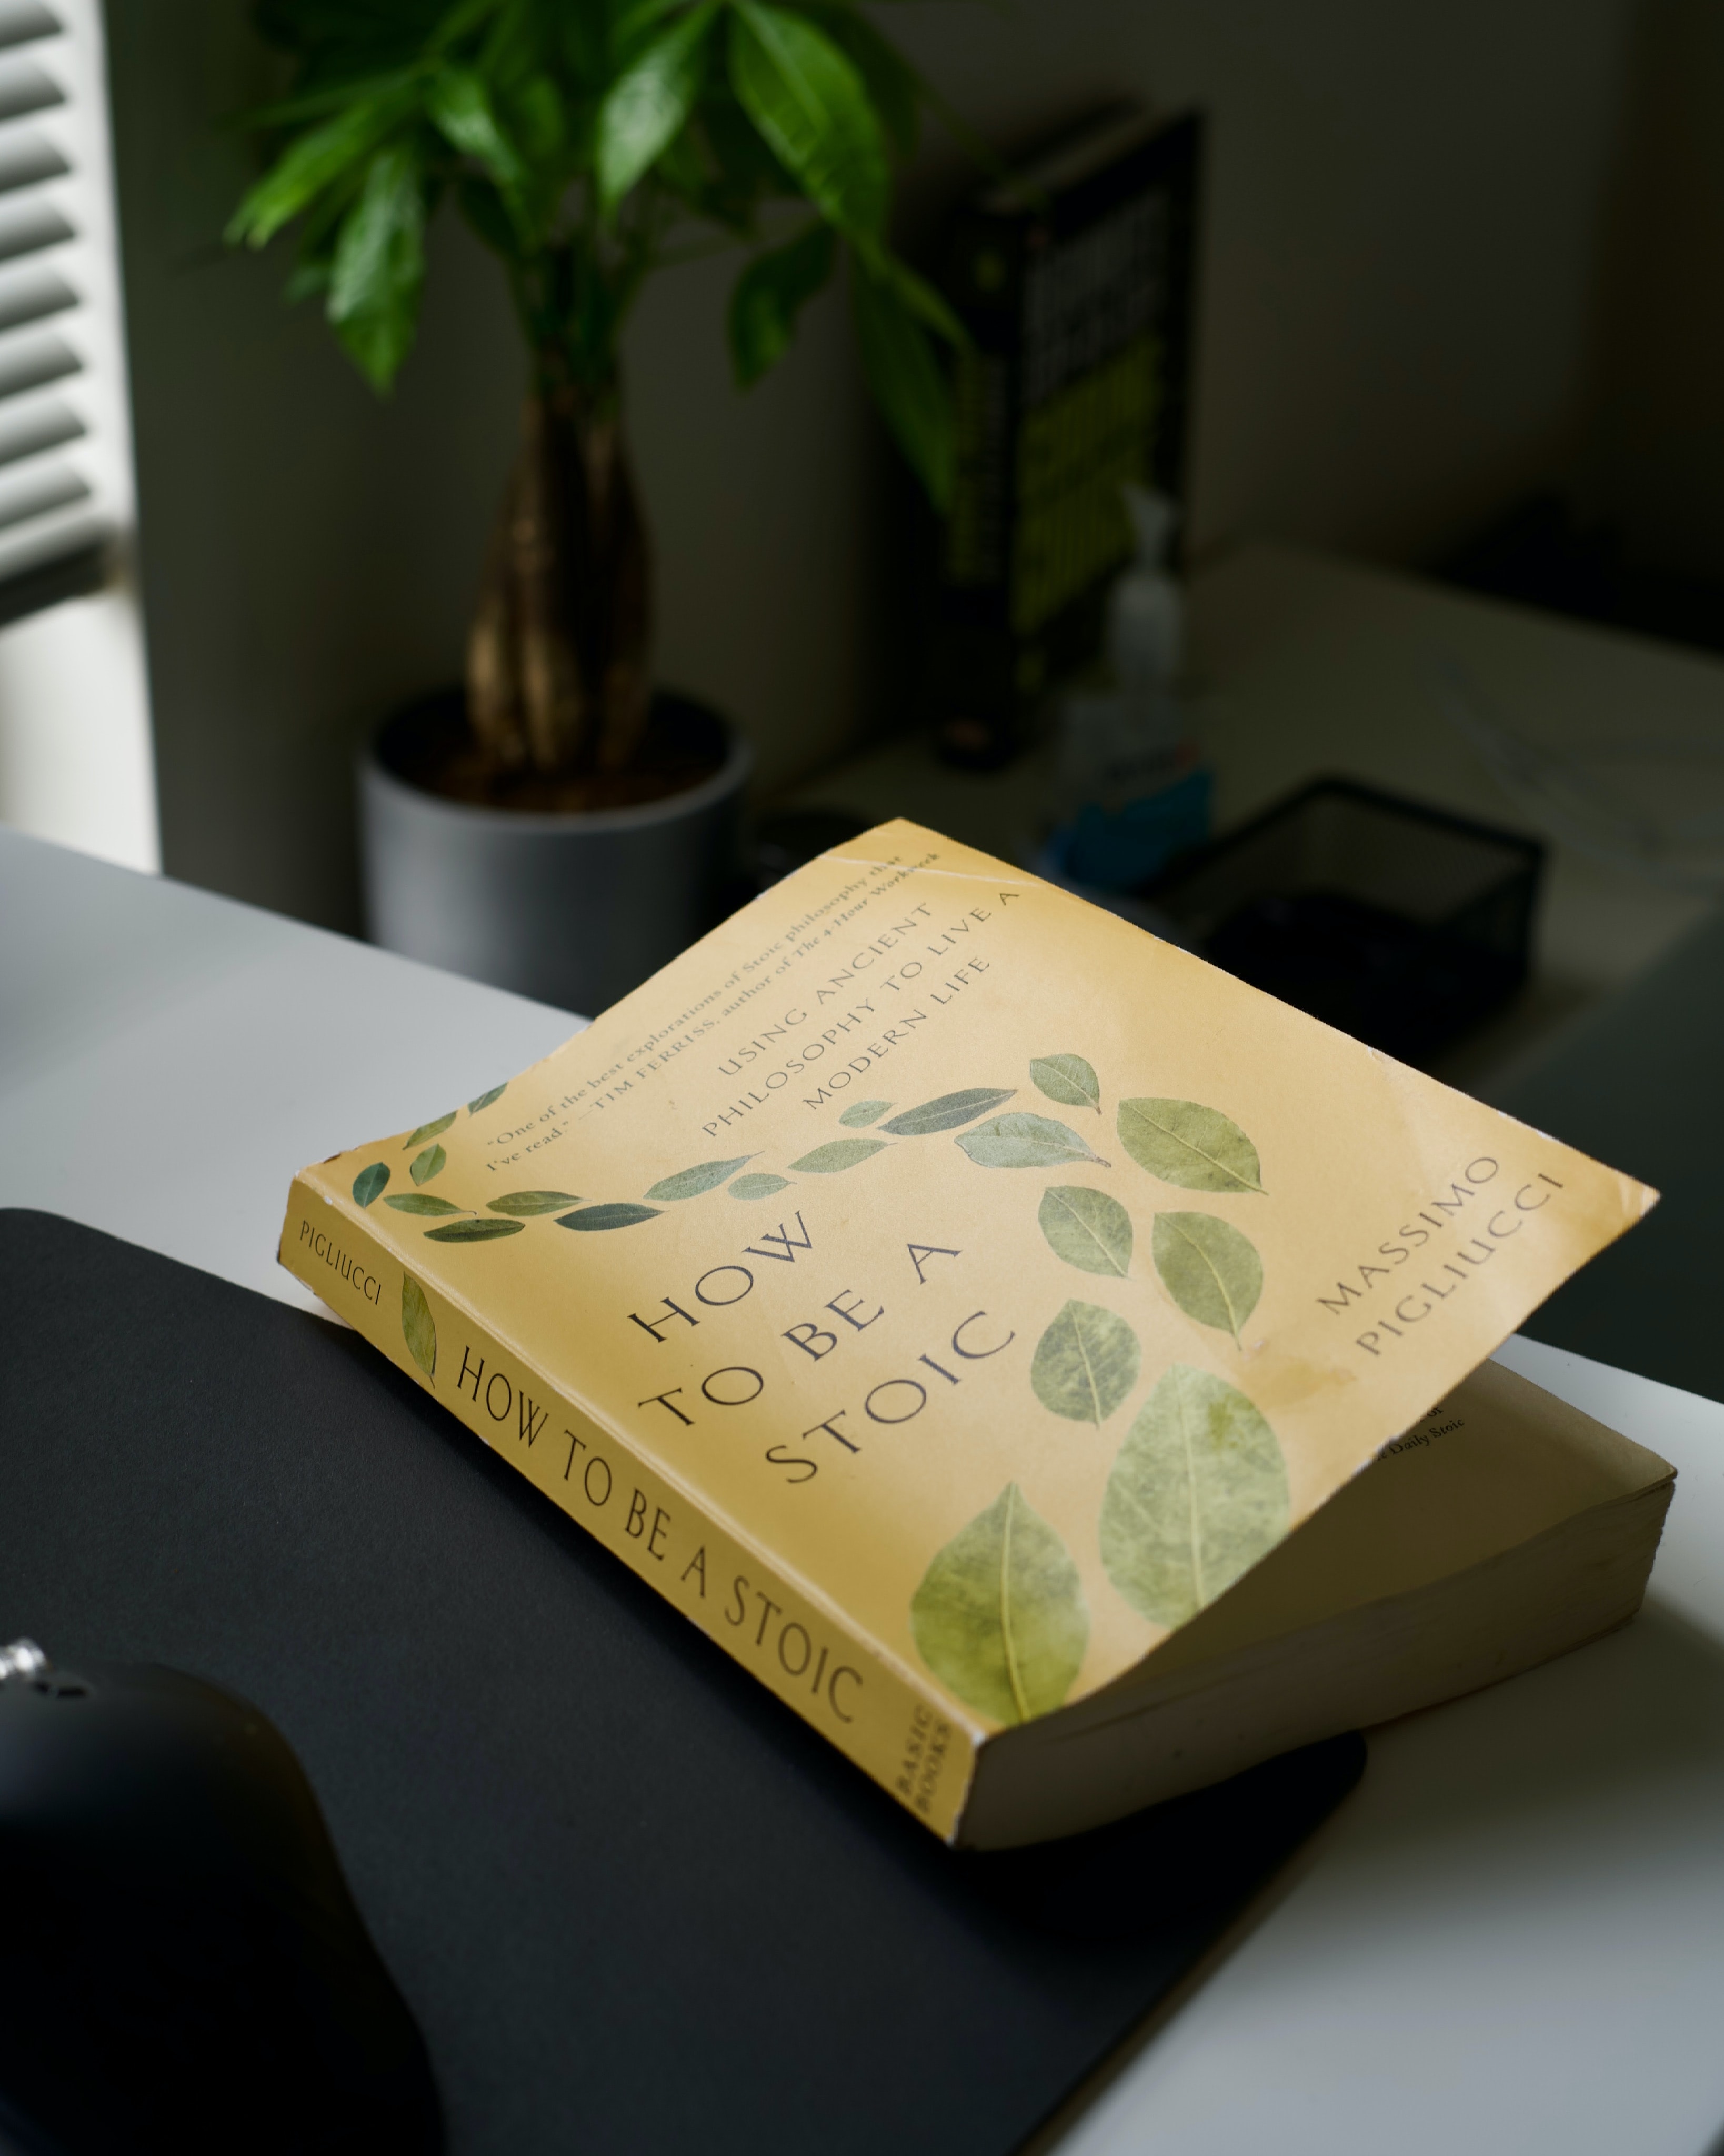 "One of the best explorations of Stoic philosophy that
I've read." —TIM FERRISS, author of The 4-Hour Workweek
USING ANCIENT
PHILOSOPHY TO LIVE A
MODERN LIFE
HOW
TO BE A
STOIC
MASSIMO
PIGLIUCCI
PIGLIUCCI
HOW TO BE A STOIC
BASIC
BOOKS
of
Daily Stoic